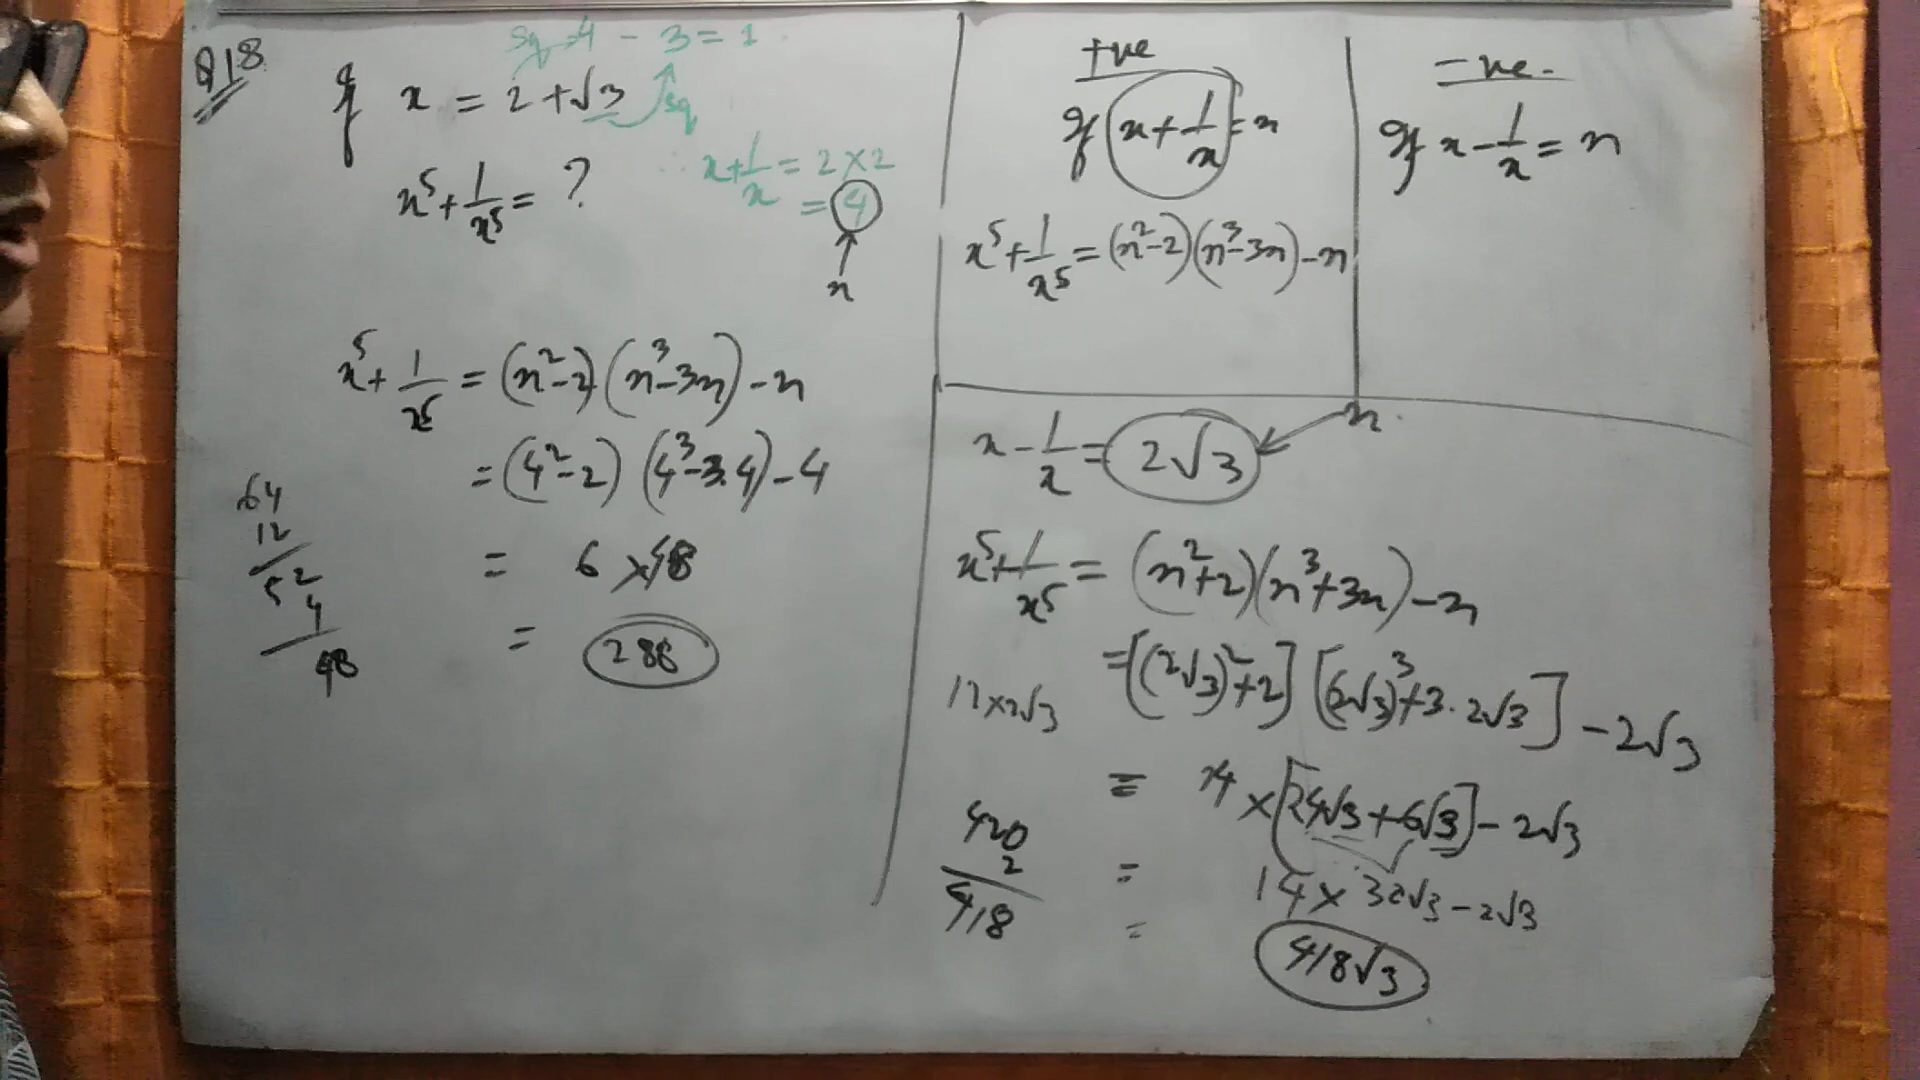 Q18
sq 4 - 3 = 1
If x = 2 + √3
sq
x + 1/x = 2 × 2
= 4
n
x⁵ + 1/x⁵ = ?
x⁵ + 1/x⁵ = (n² - 2) (n³ - 3n) - n
= (4² - 2) (4³ - 3.4) - 4
= 6 × 48
= 288
64
12
52
4
48
+ve
If x + 1/x = n
x⁵ + 1/x⁵ = (n² - 2)(n³ - 3n) - n
-ve.
If x - 1/x = n
x - 1/x = 2√3
n.
x⁵ + 1/x⁵ = (n² + 2)(n³ + 3n) - n
= [(2√3)² + 2] [(2√3)³ + 3.2√3] - 2√3
12×2√3
= 14 × [24√3 + 6√3] - 2√3
= 14 × 30√3 - 2√3
= 418√3
420
2
418